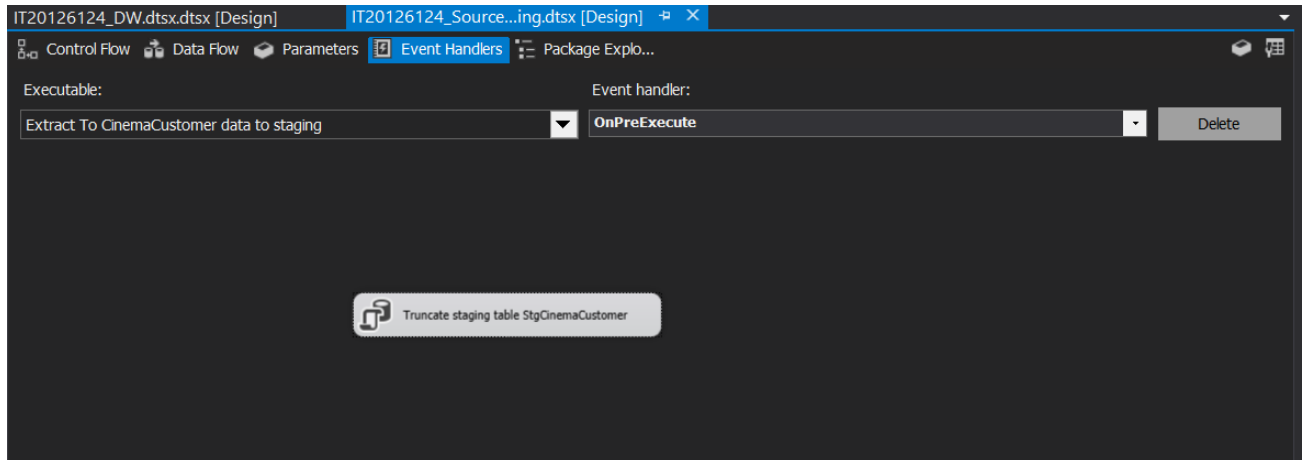 IT20126124_DW.dtsx.dtsx [Design] IT20126124_Source...ing.dtsx [Design]
Control Flow Data Flow Parameters Event Handlers Package Explo...
Executable: Event handler:
Extract To CinemaCustomer data to staging OnPreExecute Delete
Truncate staging table StgCinemaCustomer